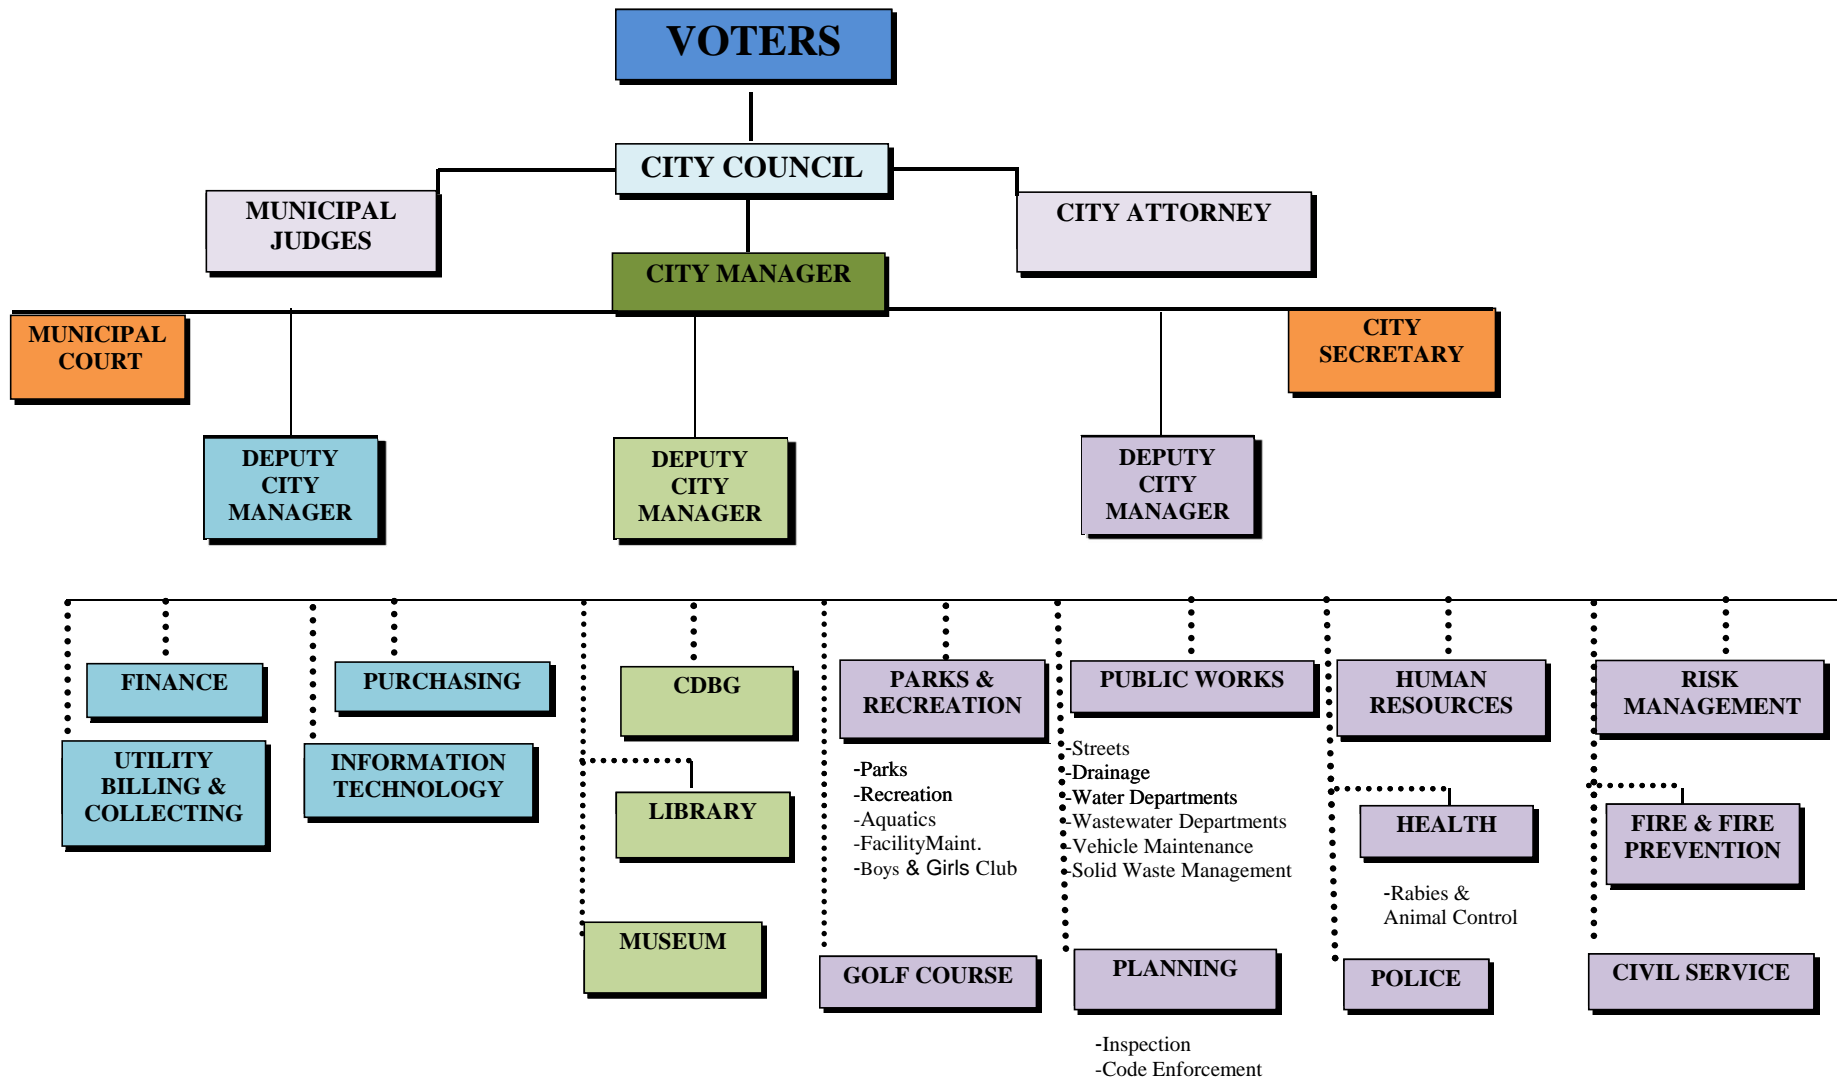 VOTERS
CITY COUNCIL
MUNICIPAL
JUDGES
CITY ATTORNEY
CITY MANAGER
MUNICIPAL
COURT
CITY
SECRETARY
DEPUTY
CITY
MANAGER
DEPUTY
CITY
MANAGER
DEPUTY
CITY
MANAGER
FINANCE
PURCHASING
CDBG
PARKS &
RECREATION
PUBLIC WORKS
HUMAN
RESOURCES
RISK
MANAGEMENT
UTILITY
BILLING &
COLLECTING
INFORMATION
TECHNOLOGY
LIBRARY
-Parks
-Recreation
-Aquatics
-FacilityMaint.
-Boys & Girls Club
-Streets
-Drainage
-Water Departments
-Wastewater Departments
-Vehicle Maintenance
-Solid Waste Management
HEALTH
-Rabies &
Animal Control
FIRE & FIRE
PREVENTION
MUSEUM
GOLF COURSE
PLANNING
POLICE
CIVIL SERVICE
-Inspection
-Code Enforcement